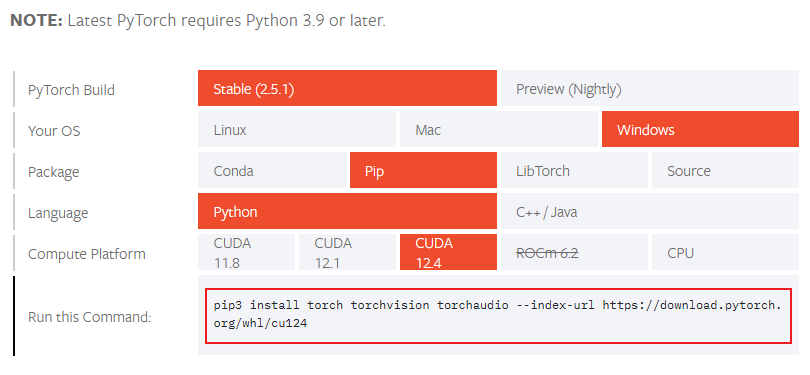 NOTE: Latest PyTorch requires Python 3.9 or later.
PyTorch Build
Stable (2.5.1)
Preview (Nightly)
Your OS
Linux
Mac
Windows
Package
Conda
Pip
LibTorch
Source
Language
Python
C++ / Java
Compute Platform
CUDA
11.8
CUDA
12.1
CUDA
12.4
ROCm 6.2
CPU
Run this Command:
pip3 install torch torchvision torchaudio --index-url https://download.pytorch.
org/whl/cu124